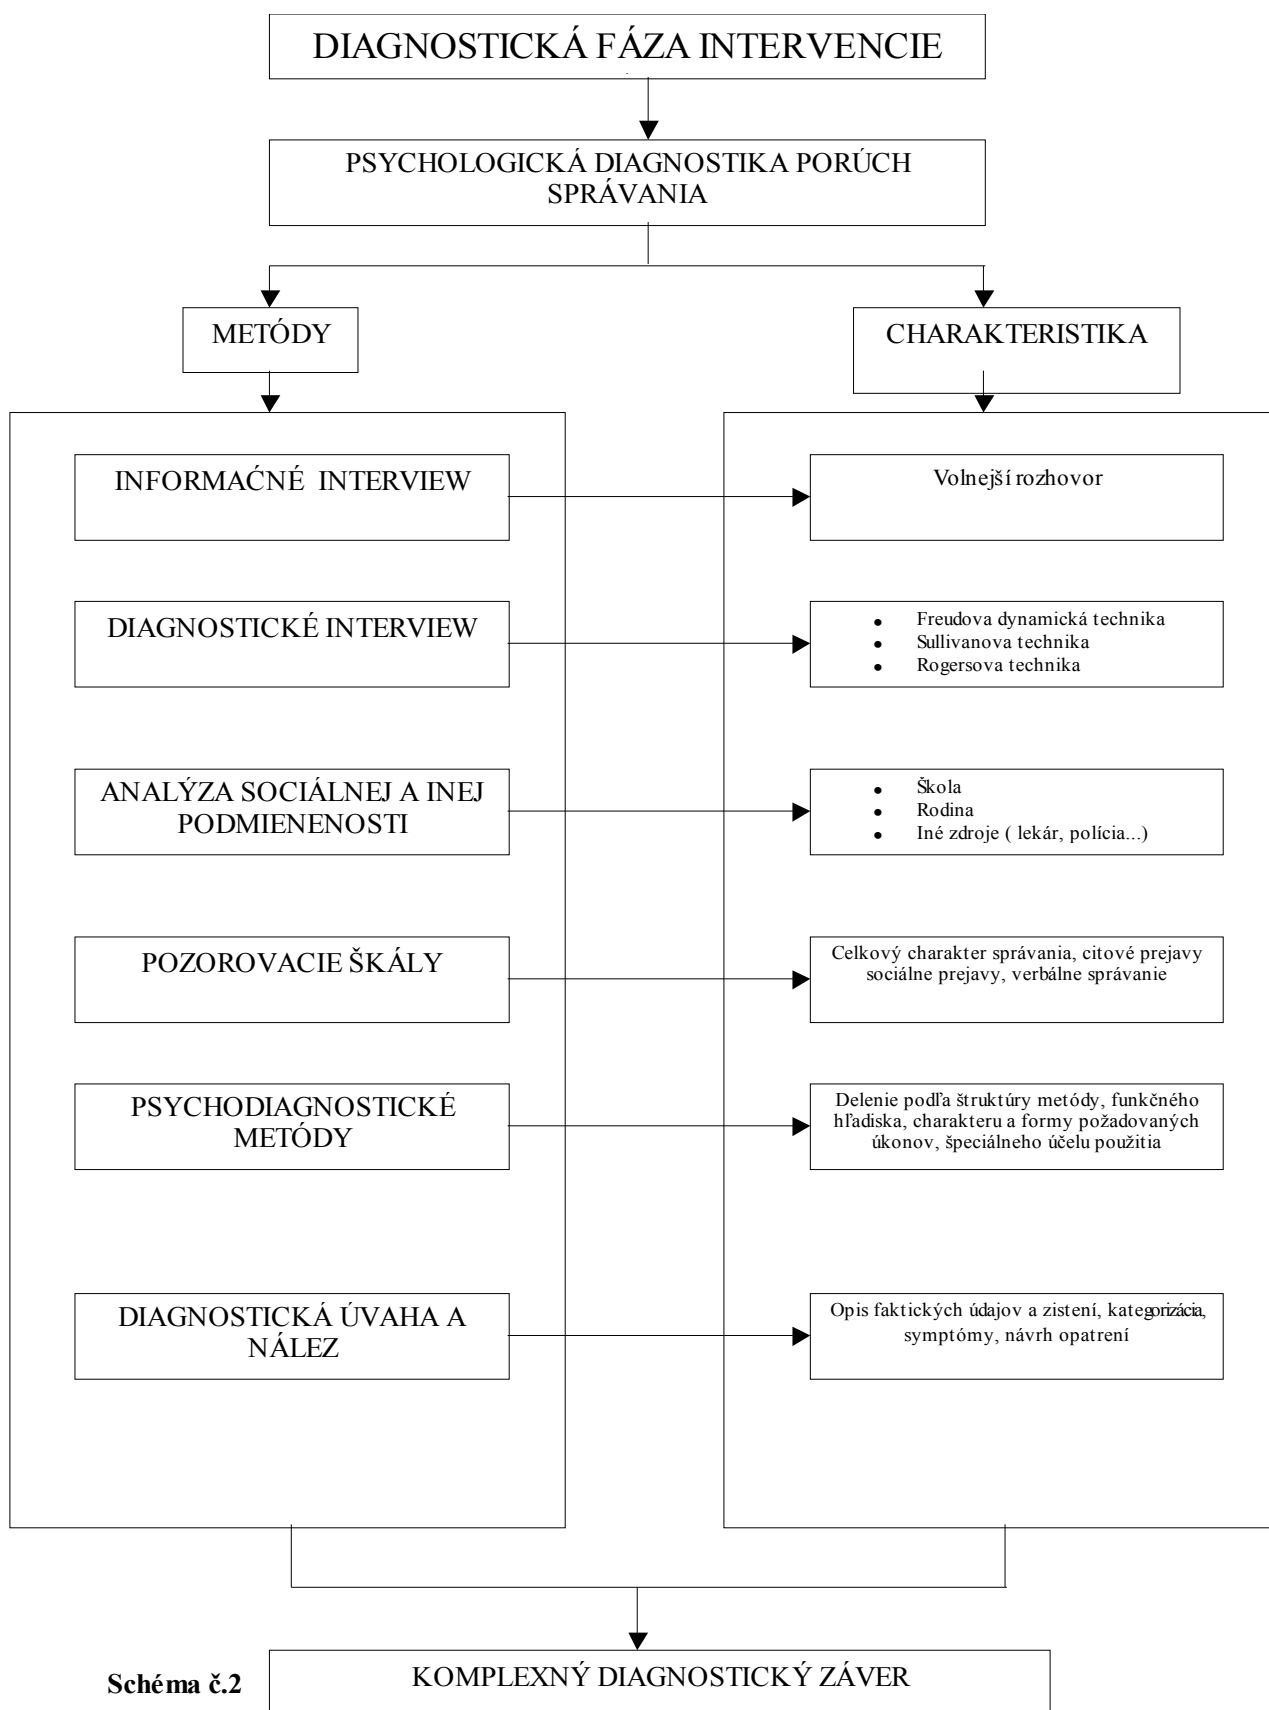 DIAGNOSTICKÁ FÁZA INTERVENCIE
PSYCHOLOGICKÁ DIAGNOSTIKA PORÚCH
SPRÁVANIA
METÓDY
CHARAKTERISTIKA
INFORMAĆNÉ INTERVIEW
Volnejší rozhovor
DIAGNOSTICKÉ INTERVIEW
• Freudova dynamická technika
• Sullivanova technika
• Rogersova technika
ANALÝZA SOCIÁLNEJ A INEJ
PODMIENENOSTI
• Škola
• Rodina
• Iné zdroje ( lekár, polícia...)
POZOROVACIE ŠKÁLY
Celkový charakter správania, citové prejavy
sociálne prejavy, verbálne správanie
PSYCHODIAGNOSTICKÉ
METÓDY
Delenie podľa štruktúry metódy, funkčného
hľadiska, charakteru a formy požadovaných
úkonov, špeciálneho účelu použitia
DIAGNOSTICKÁ ÚVAHA A
NÁLEZ
Opis faktických údajov a zistení, kategorizácia,
symptómy, návrh opatrení
Schéma č.2
KOMPLEXNÝ DIAGNOSTICKÝ ZÁVER